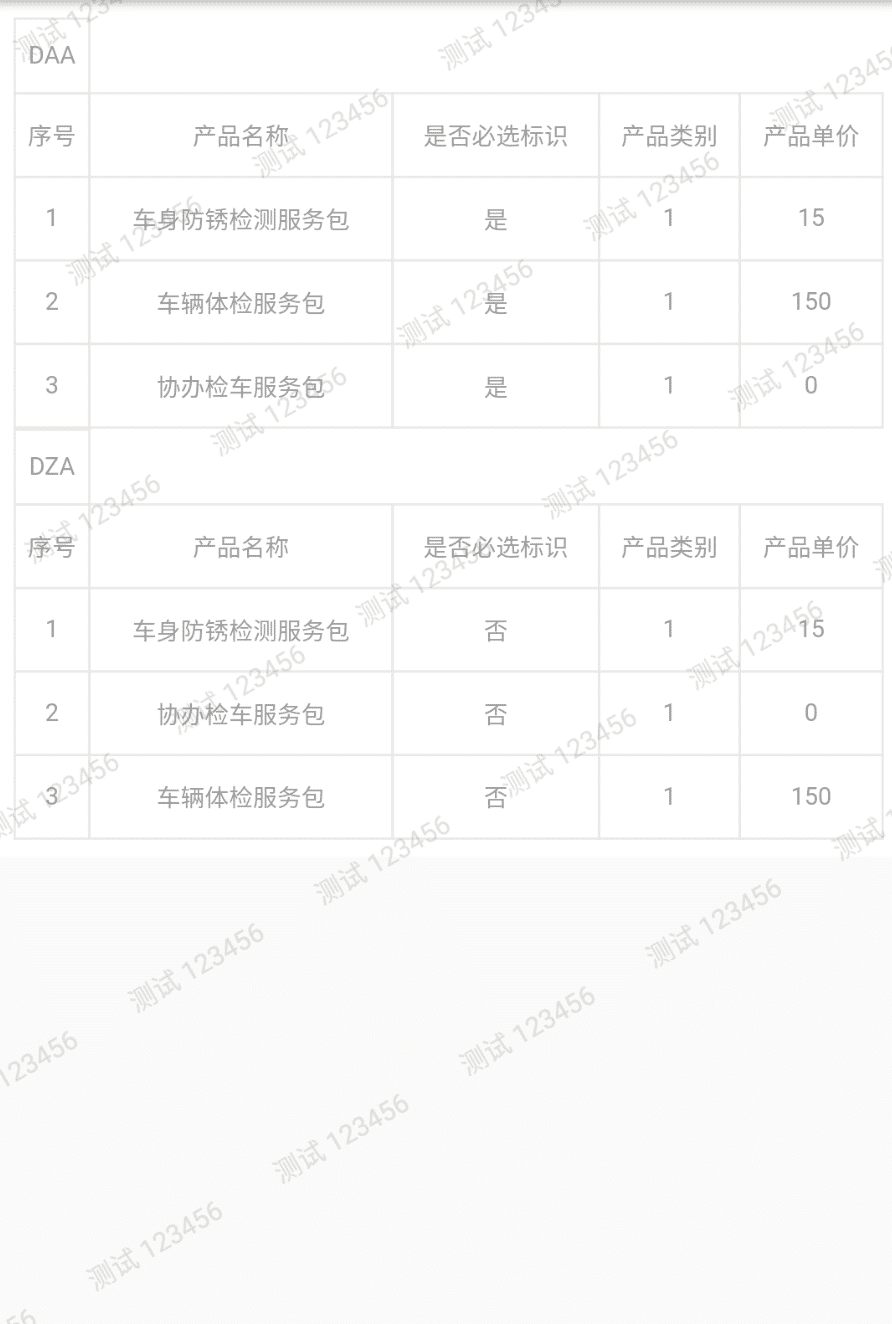 DAA
序号 产品名称 是否必选标识 产品类别 产品单价
1 车身防锈检测服务包 是 1 15
2 车辆体检服务包 是 1 150
3 协办检车服务包 是 1 0
DZA
序号 产品名称 是否必选标识 产品类别 产品单价
1 车身防锈检测服务包 否 1 15
2 协办检车服务包 否 1 0
3 车辆体检服务包 否 1 150
测试 123456